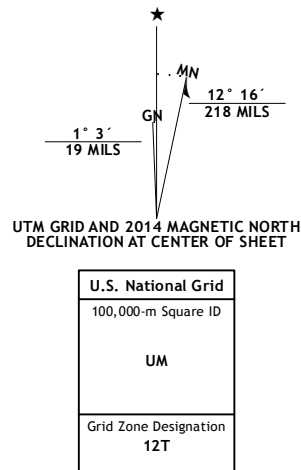 ★
MN
12° 16´
218 MILS
GN
1° 3´
19 MILS
UTM GRID AND 2014 MAGNETIC NORTH
DECLINATION AT CENTER OF SHEET
U.S. National Grid
100,000-m Square ID
UM
Grid Zone Designation
12T